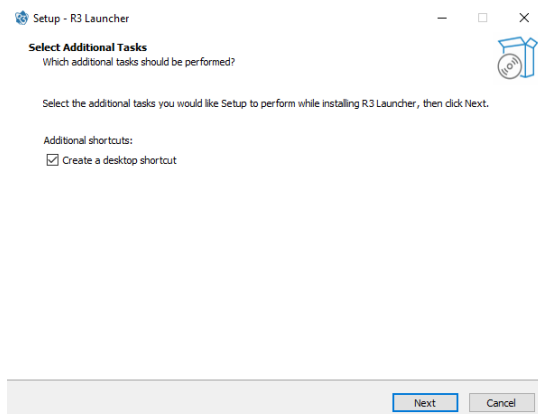 Setup - R3 Launcher
Select Additional Tasks
Which additional tasks should be performed?
Select the additional tasks you would like Setup to perform while installing R3 Launcher, then click Next.
Additional shortcuts:
Create a desktop shortcut
Next
Cancel